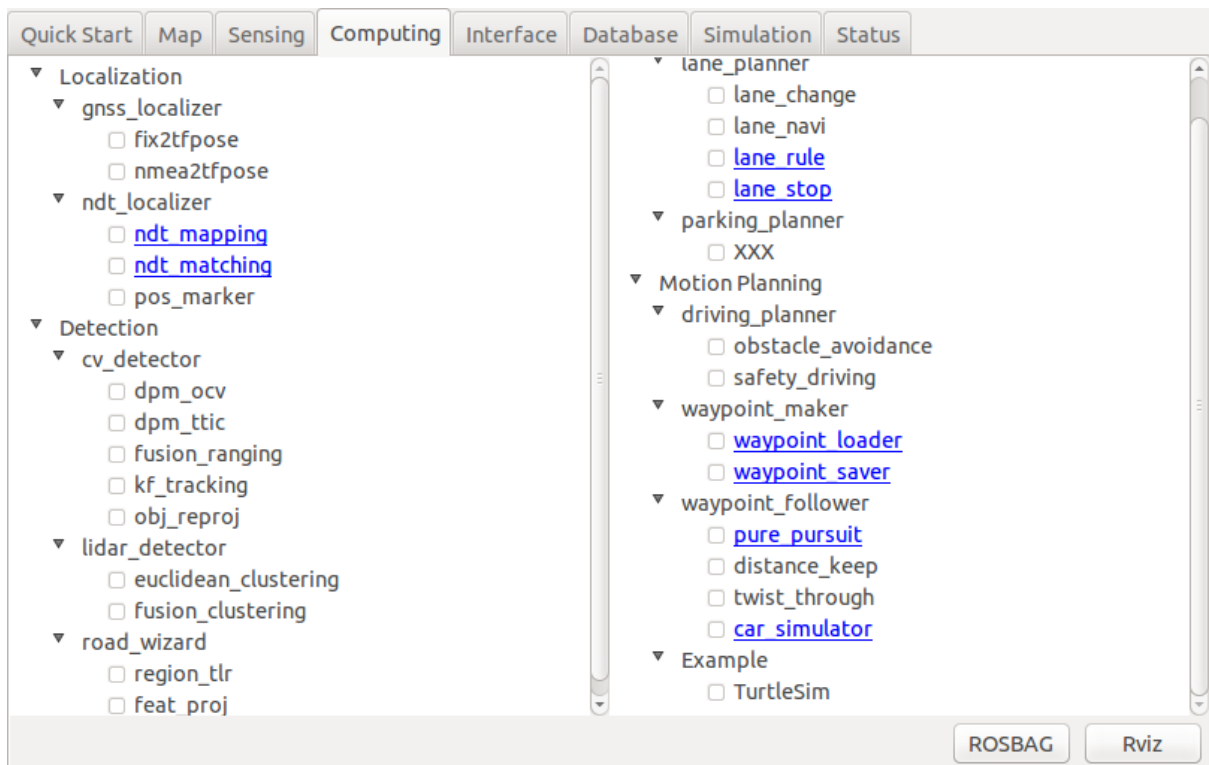 Quick Start Map Sensing Computing Interface Database Simulation Status
Localization
gnss_localizer
fix2tfpose
nmea2tfpose
ndt_localizer
ndt_mapping
ndt_matching
pos_marker
Detection
cv_detector
dpm_ocv
dpm_ttic
fusion_ranging
kf_tracking
obj_reproj
lidar_detector
euclidean_clustering
fusion_clustering
road_wizard
region_tlr
feat_proj
lane_planner
lane_change
lane_navi
lane_rule
lane_stop
parking_planner
XXX
Motion Planning
driving_planner
obstacle_avoidance
safety_driving
waypoint_maker
waypoint_loader
waypoint_saver
waypoint_follower
pure_pursuit
distance_keep
twist_through
car_simulator
Example
TurtleSim
ROSBAG Rviz